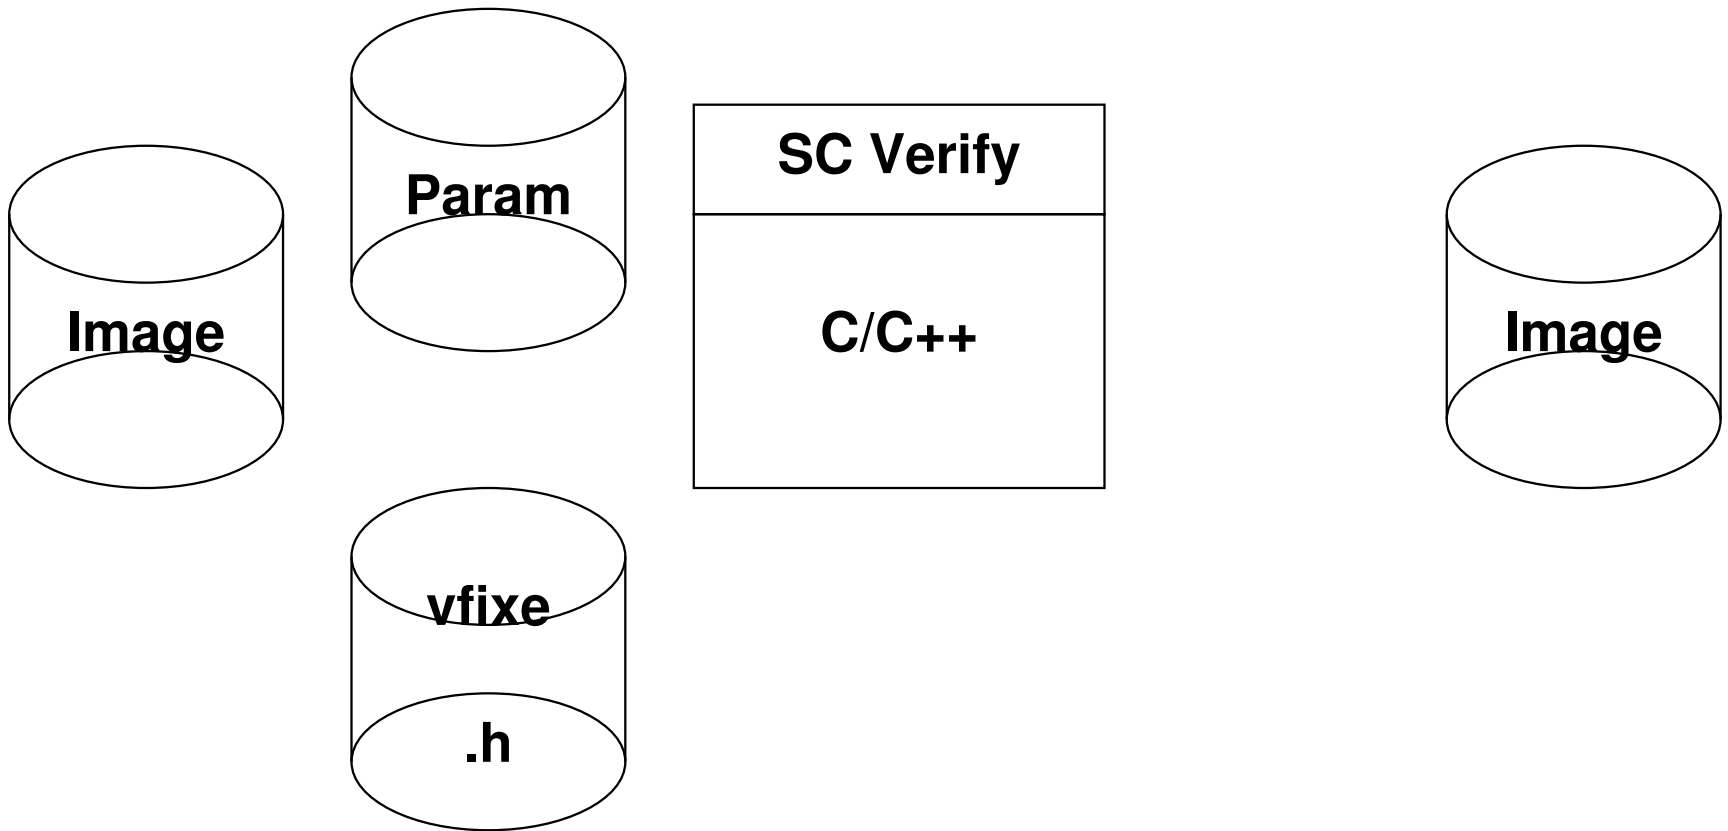 Param
SC Verify
Image
C/C++
Image
vfixe
.h